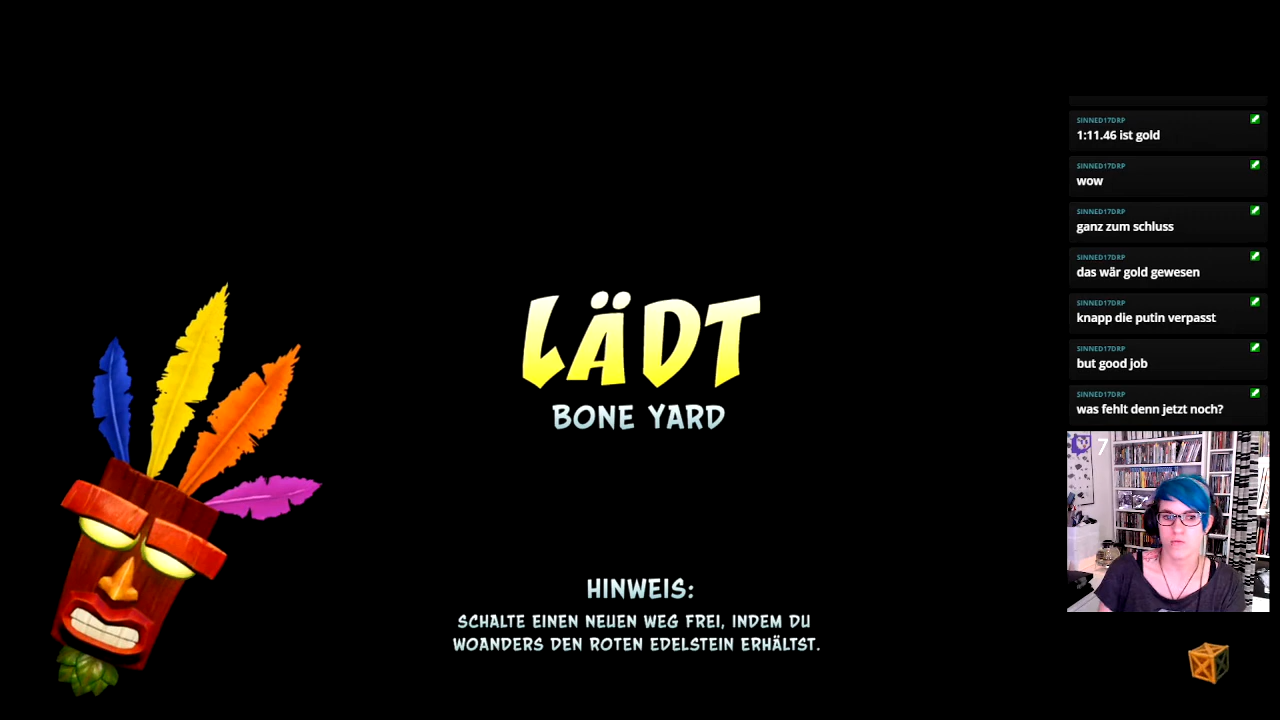 SINNED17DRP
1:11.46 ist gold
SINNED17DRP
wow
SINNED17DRP
ganz zum schluss
SINNED17DRP
das wär gold gewesen
SINNED17DRP
knapp die putin verpasst
SINNED17DRP
but good job
SINNED17DRP
was fehlt denn jetzt noch?
7
LÄDT
BONE YARD
HINWEIS:
SCHALTE EINEN NEUEN WEG FREI, INDEM DU
WOANDERS DEN ROTEN EDELSTEIN ERHÄLTST.